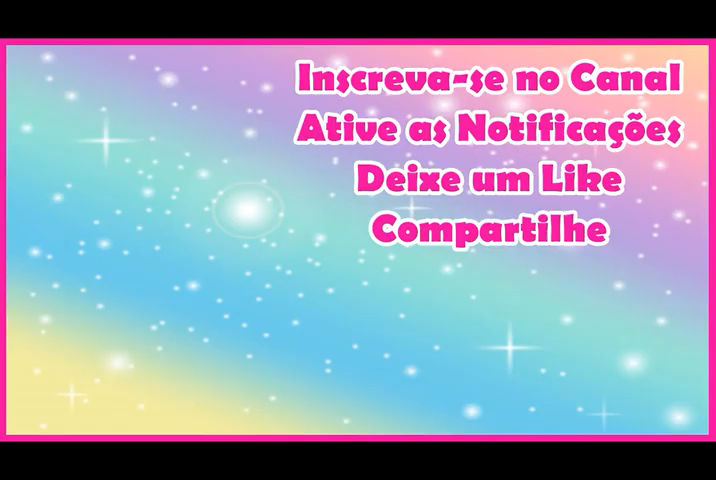 Inscreva-se no Canal
Ative as Notificações
Deixe um Like
Compartilhe